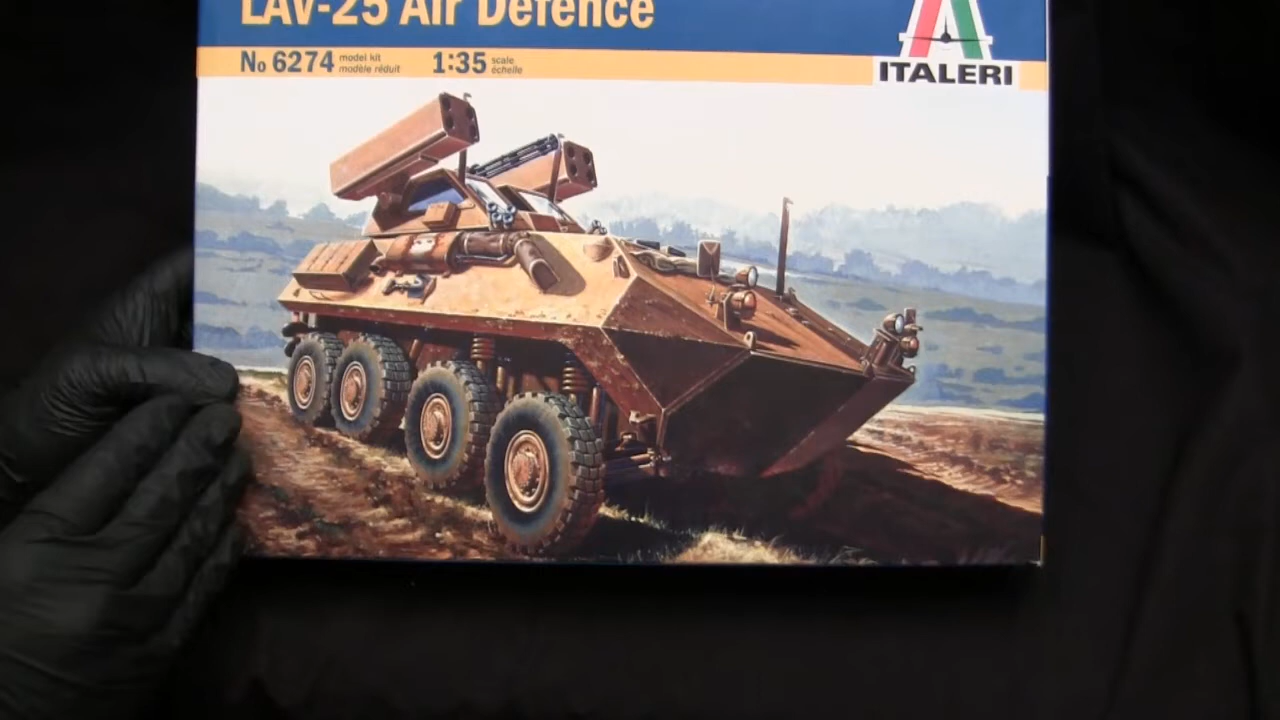 LAV-25 Air Defence
No 6274 model kit modèle réduit 1:35 scale échelle
ITALERI